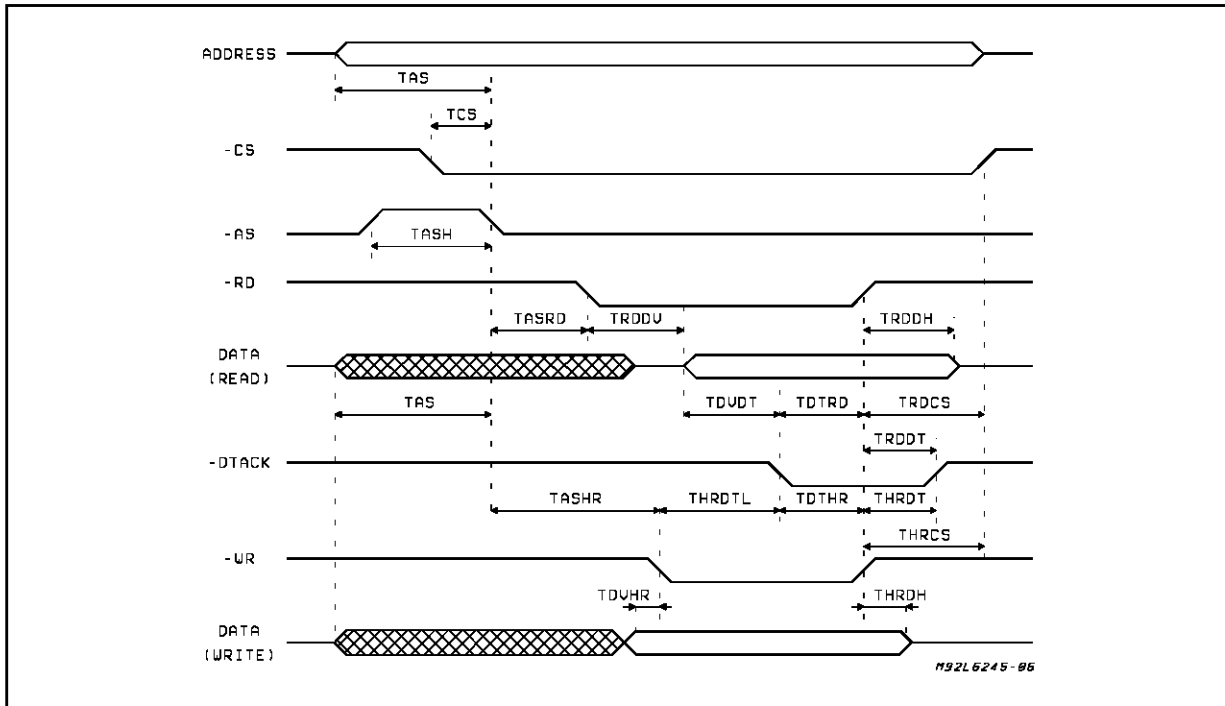 ADDRESS
TAS
TCS
-CS
-AS
TASH
-RD
TASRD TRDDV TRDDH
DATA
(READ)
TAS TDVDT TDTRD TRDCS
TRDDT
-DTACK
TASHR THRDTL TDTHR THRDT
THRCS
-WR
TDVHR THRDH
DATA
(WRITE)
M92L6245-06